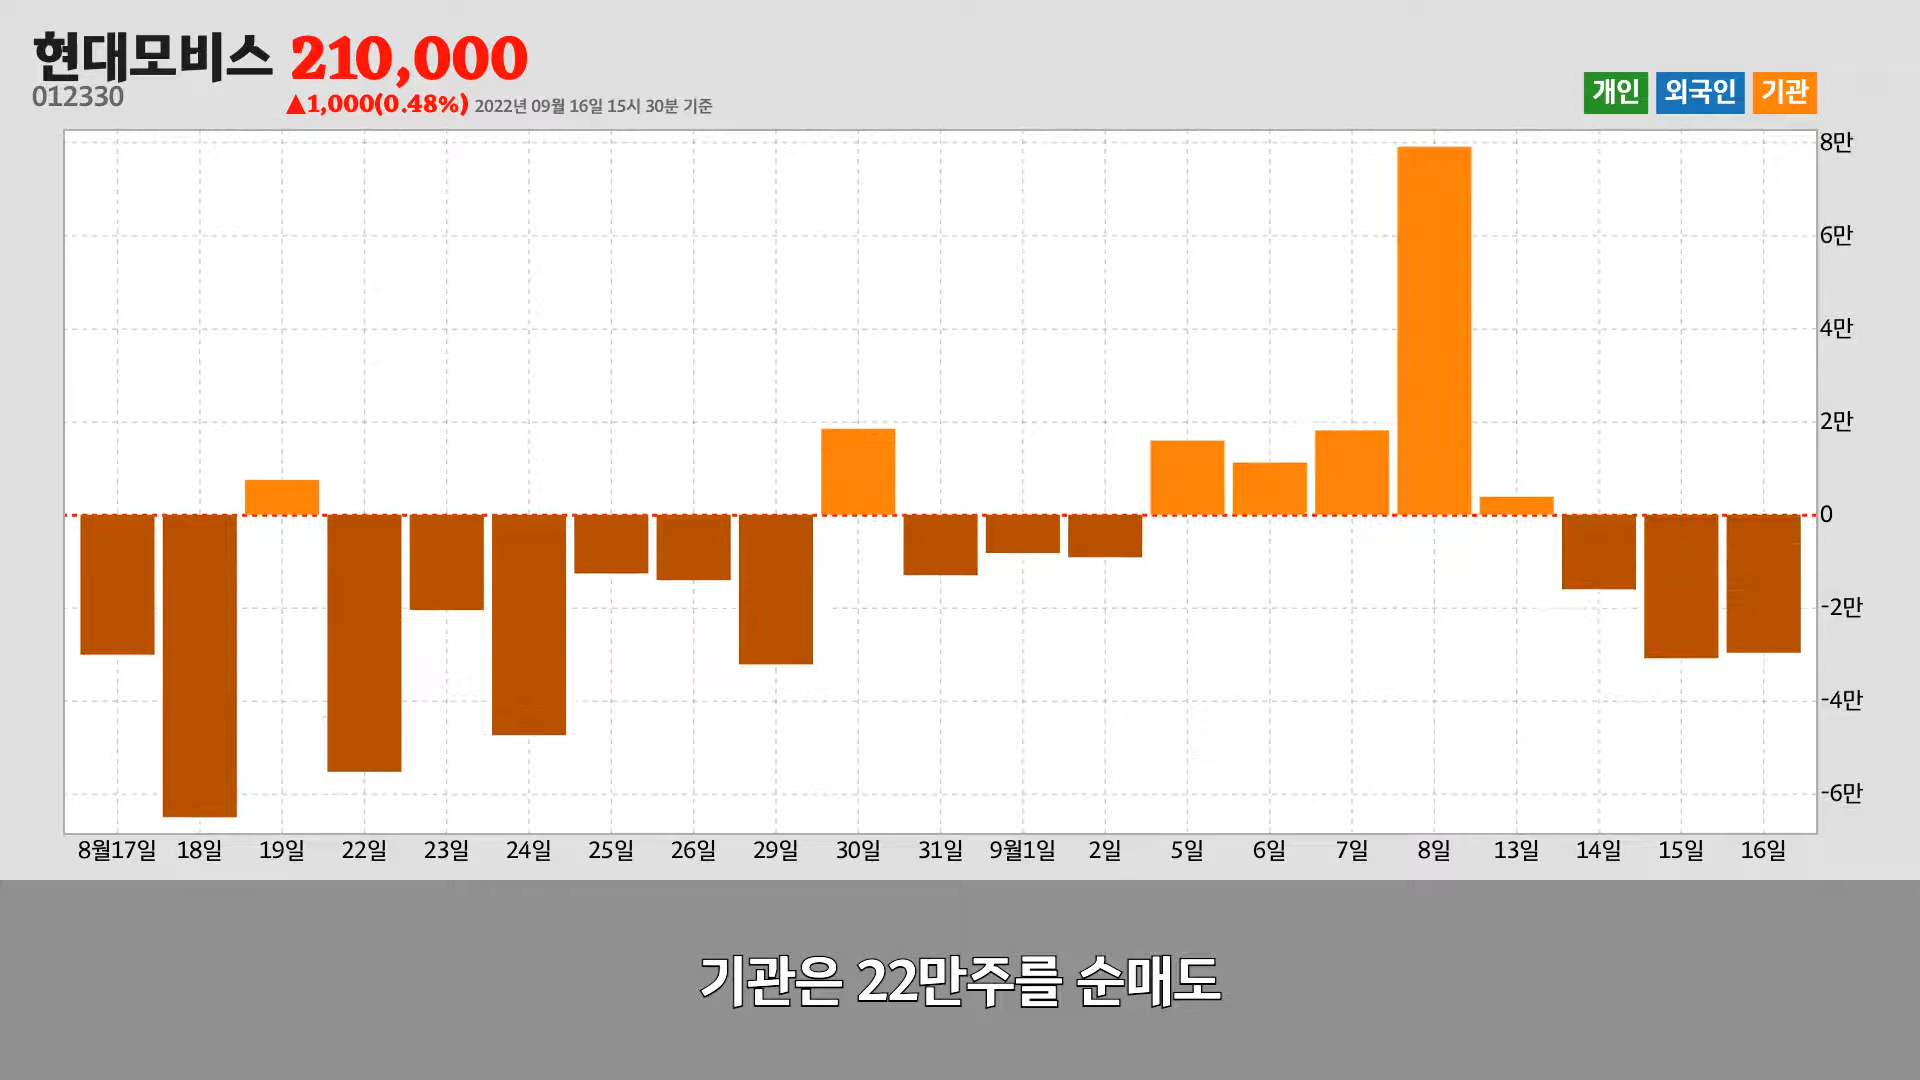 현대모비스 210,000
012330
▲1,000(0.48%) 2022년 09월 16일 15시 30분 기준
개인 외국인 기관
8만
6만
4만
2만
0
-2만
-4만
-6만
8월17일 18일 19일 22일 23일 24일 25일 26일 29일 30일 31일 9월1일 2일 5일 6일 7일 8일 13일 14일 15일 16일
기관은 22만주를 순매도